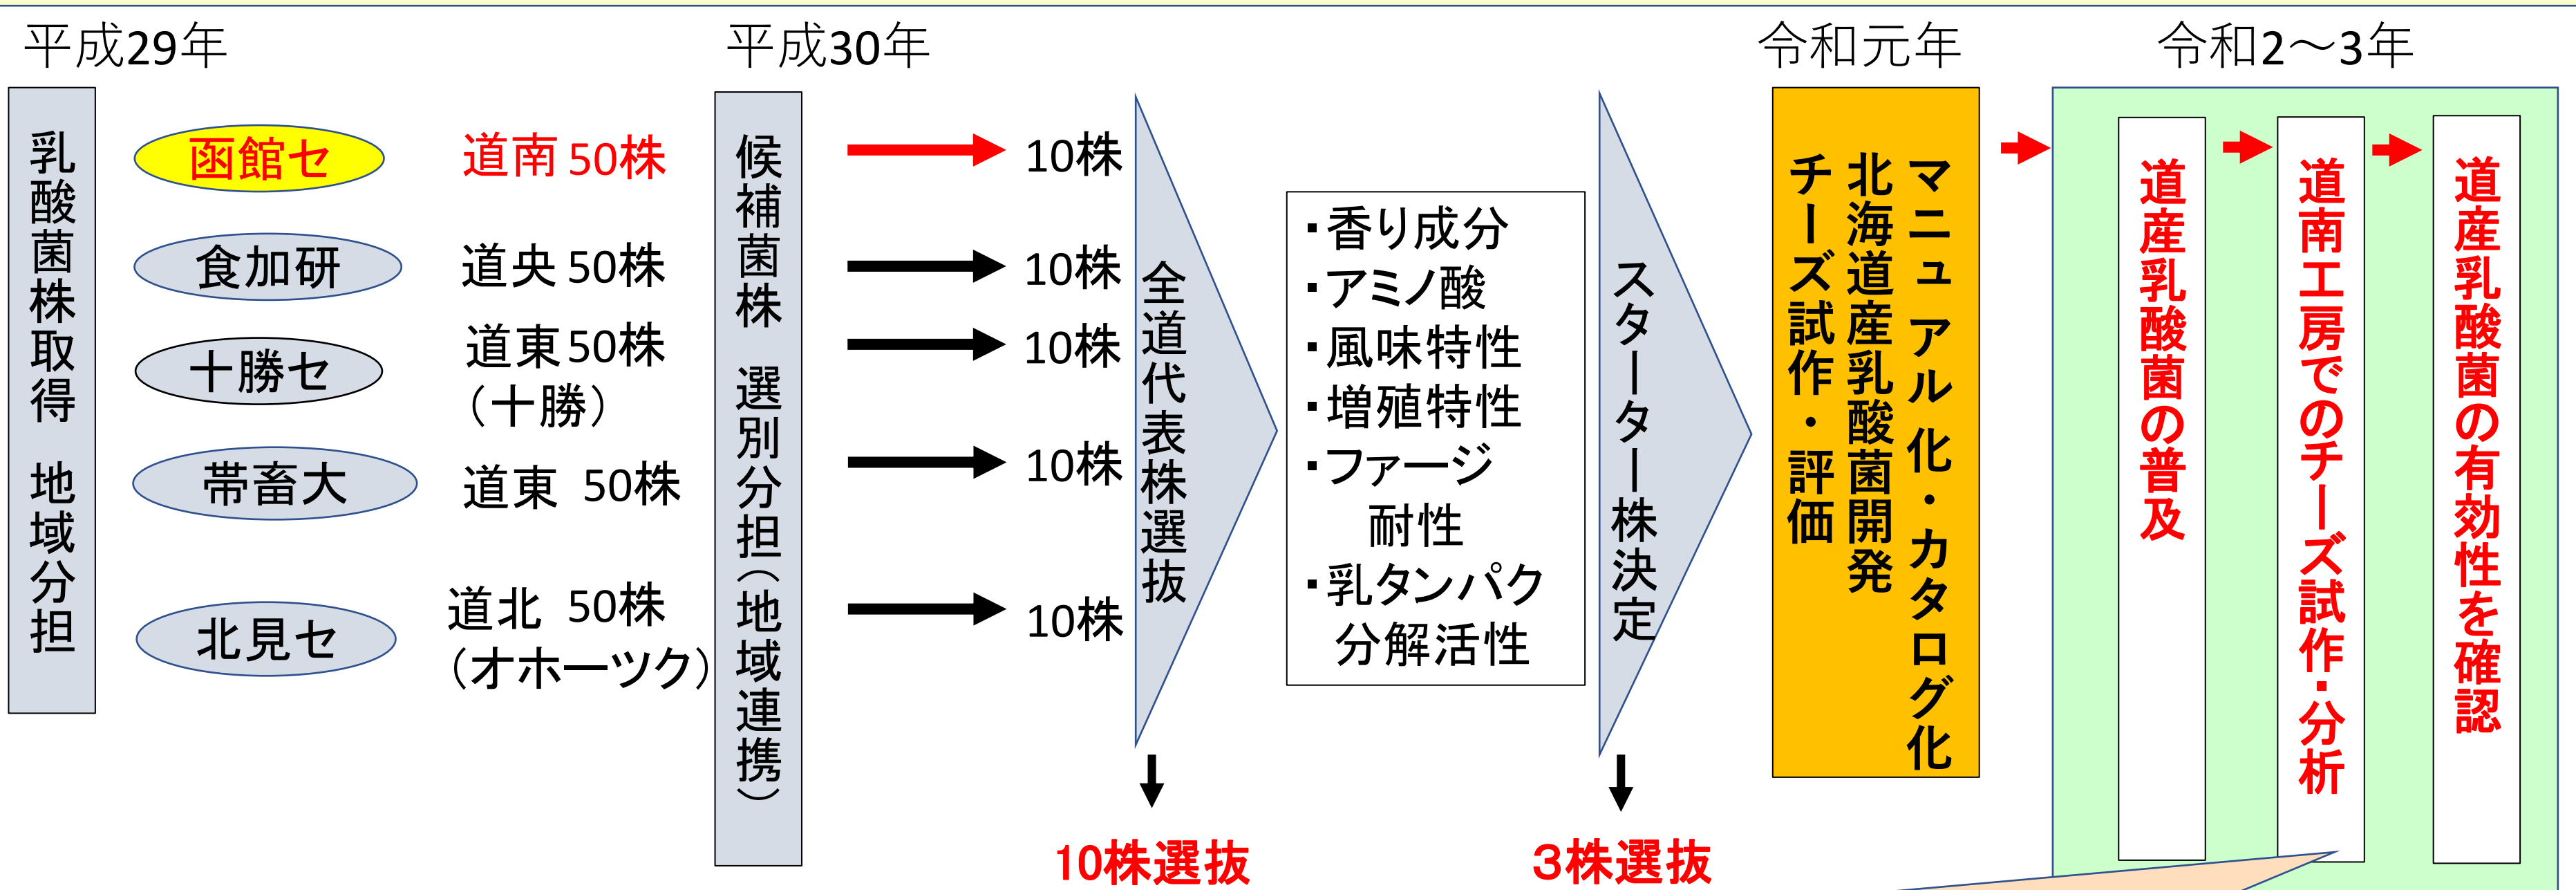 平成29年
平成30年
令和元年
令和2～3年
乳酸菌株取得 地域分担
函館セ
道南 50株
食加研
道央 50株
十勝セ
道東 50株
（十勝）
帯畜大
道東 50株
北見セ
道北 50株
（オホーツク）
候補菌株 選別分担（地域連携）
10株
10株
10株
10株
10株
全道代表株選抜
10株選抜
・香り成分
・アミノ酸
・風味特性
・増殖特性
・ファージ
耐性
・乳タンパク
分解活性
スターター株決定
3株選抜
マニュアル化・カタログ化
北海道産乳酸菌開発
チーズ試作・評価
道産乳酸菌の普及
道南工房でのチーズ試作・分析
道産乳酸菌の有効性を確認